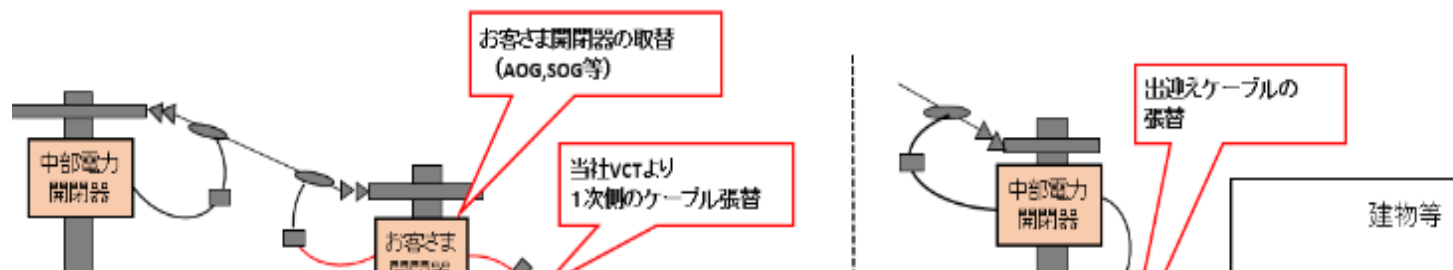 お客さま開閉器の取替
（AOG,SOG等）
出迎えケーブルの
張替
中部電力
開閉器
当社VCTより
1次側のケーブル張替
中部電力
開閉器
建物等
お客さま
開閉器